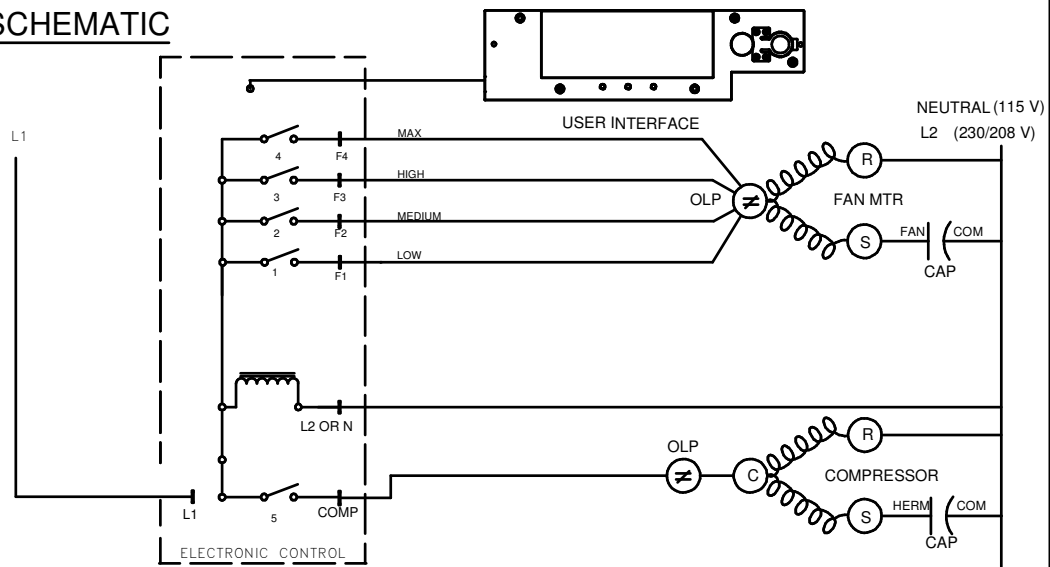 SCHEMATIC
NEUTRAL (115 V)
L2 (230/208 V)
L1
USER INTERFACE
MAX
4
F4
HIGH
3
F3
MEDIUM
2
F2
LOW
1
F1
OLP
≠
R
FAN MTR
S
FAN
COM
CAP
L2 OR N
L1
5
COMP
OLP
≠
C
R
COMPRESSOR
S
HERM
COM
CAP
ELECTRONIC CONTROL